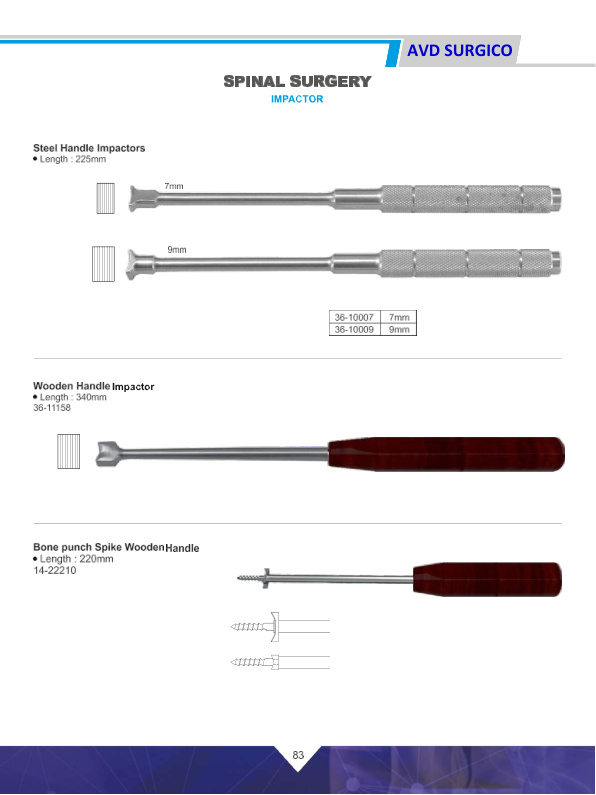 AVD SURGICO
SPINAL SURGERY
IMPACTOR
Steel Handle Impactors
• Length : 225mm
7mm
9mm
36-10007 7mm
36-10009 9mm
Wooden Handle Impactor
• Length : 340mm
36-11158
Bone punch Spike Wooden Handle
• Length : 220mm
14-22210
83